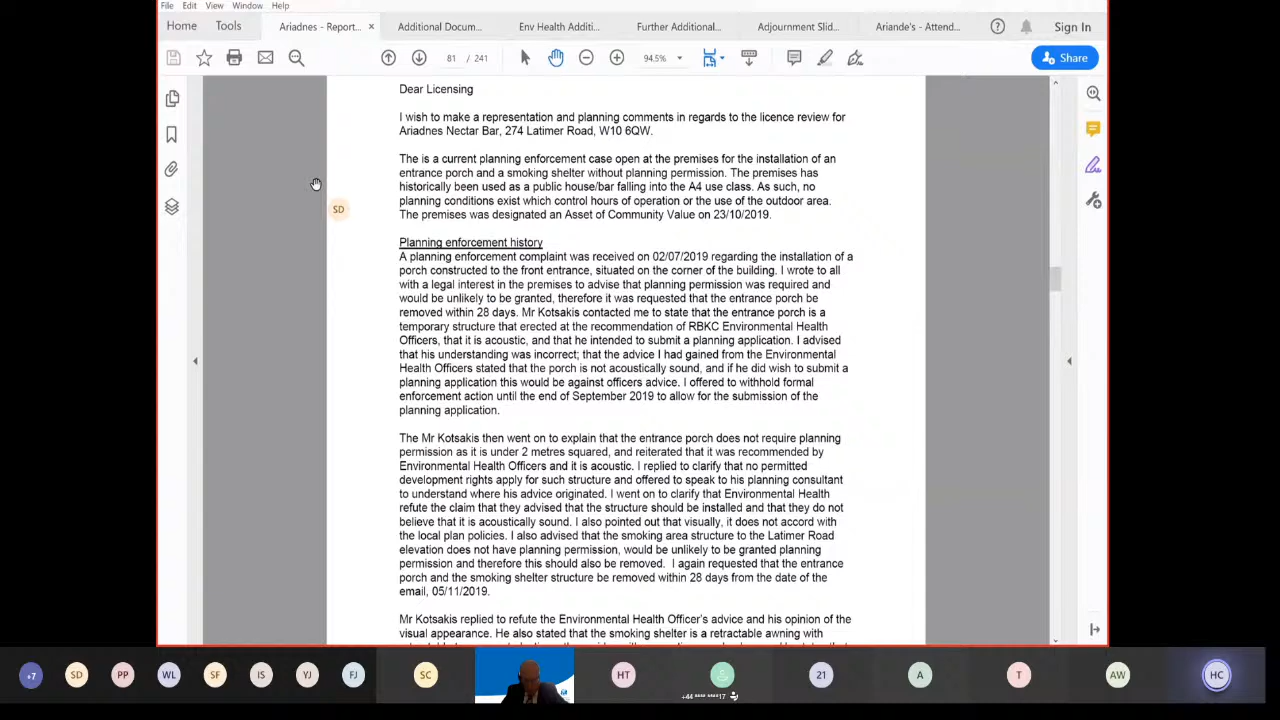 File Edit View Window Help
Home Tools Ariadnes - Report... × Additional Docum... Env Health Additi... Further Additional... Adjournment Slid... Ariande's - Attend... Sign In
81 / 241 94.5% Share
Dear Licensing
I wish to make a representation and planning comments in regards to the licence review for
Ariadnes Nectar Bar, 274 Latimer Road, W10 6QW.
The is a current planning enforcement case open at the premises for the installation of an
entrance porch and a smoking shelter without planning permission. The premises has
historically been used as a public house/bar falling into the A4 use class. As such, no
planning conditions exist which control hours of operation or the use of the outdoor area.
SD
The premises was designated an Asset of Community Value on 23/10/2019.
Planning enforcement history
A planning enforcement complaint was received on 02/07/2019 regarding the installation of a
porch constructed to the front entrance, situated on the corner of the building. I wrote to all
with a legal interest in the premises to advise that planning permission was required and
would be unlikely to be granted, therefore it was requested that the entrance porch be
removed within 28 days. Mr Kotsakis contacted me to state that the entrance porch is a
temporary structure that erected at the recommendation of RBKC Environmental Health
Officers, that it is acoustic, and that he intended to submit a planning application. I advised
that his understanding was incorrect; that the advice I had gained from the Environmental
Health Officers stated that the porch is not acoustically sound, and if he did wish to submit a
planning application this would be against officers advice. I offered to withhold formal
enforcement action until the end of September 2019 to allow for the submission of the
planning application.
The Mr Kotsakis then went on to explain that the entrance porch does not require planning
permission as it is under 2 metres squared, and reiterated that it was recommended by
Environmental Health Officers and it is acoustic. I replied to clarify that no permitted
development rights apply for such structure and offered to speak to his planning consultant
to understand where his advice originated. I went on to clarify that Environmental Health
refute the claim that they advised that the structure should be installed and that they do not
believe that it is acoustically sound. I also pointed out that visually, it does not accord with
the local plan policies. I also advised that the smoking area structure to the Latimer Road
elevation does not have planning permission, would be unlikely to be granted planning
permission and therefore this should also be removed. I again requested that the entrance
porch and the smoking shelter structure be removed within 28 days from the date of the
email, 05/11/2019.
Mr Kotsakis replied to refute the Environmental Health Officer's advice and his opinion of the
visual appearance. He also stated that the smoking shelter is a retractable awning with
+7 SD PP WL SF IS YJ FJ SC HT 21 A T AW HC
+44 *** ****17